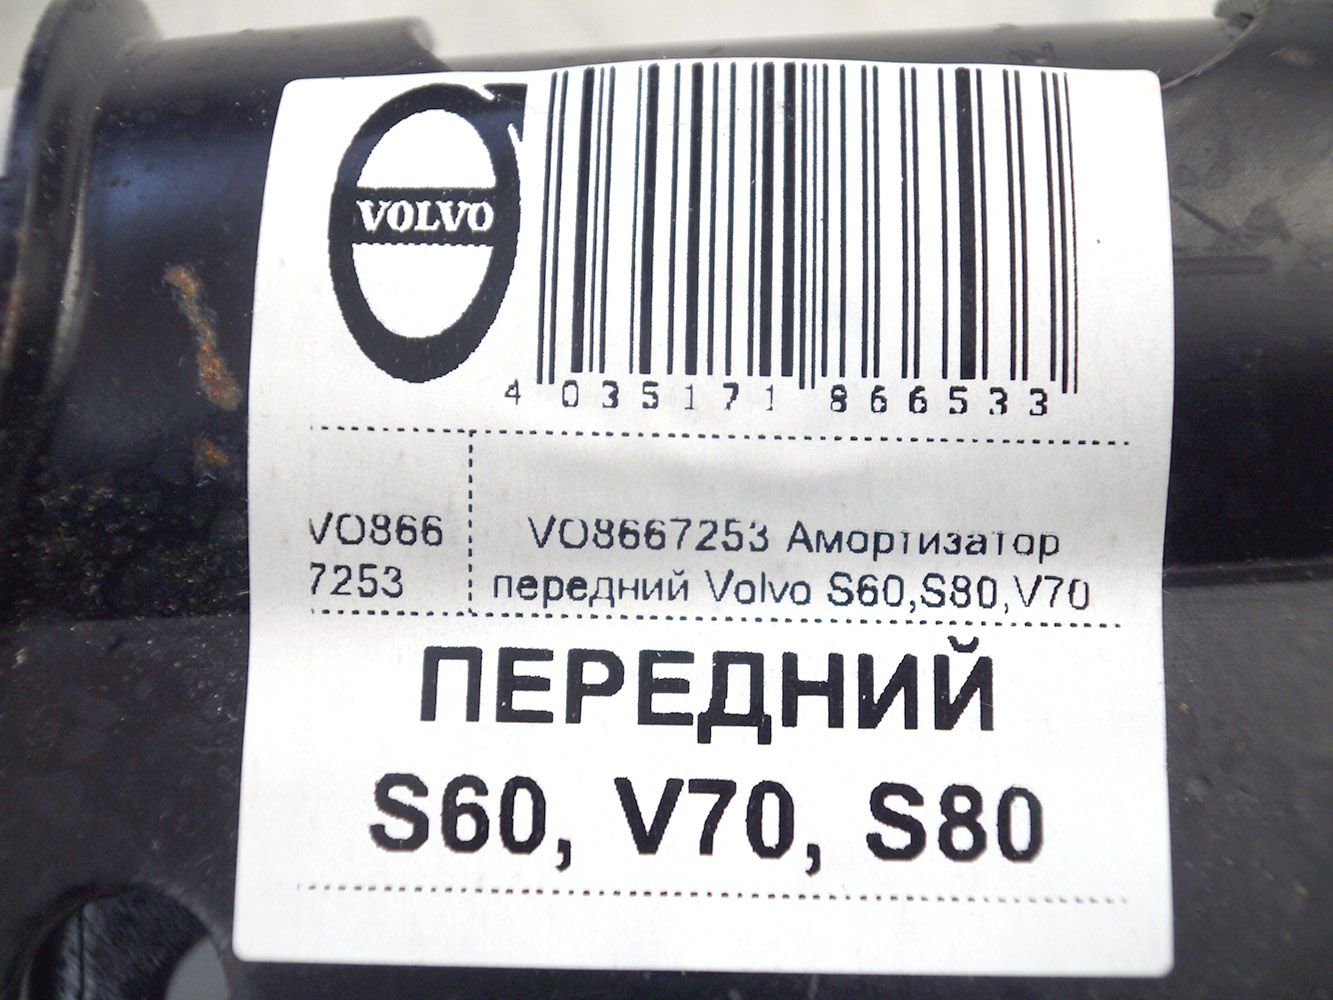 VOLVO
4 035171 866533
VO866
7253
VO8667253 Амортизатор
передний Volvo S60,S80,V70
ПЕРЕДНИЙ
S60, V70, S80